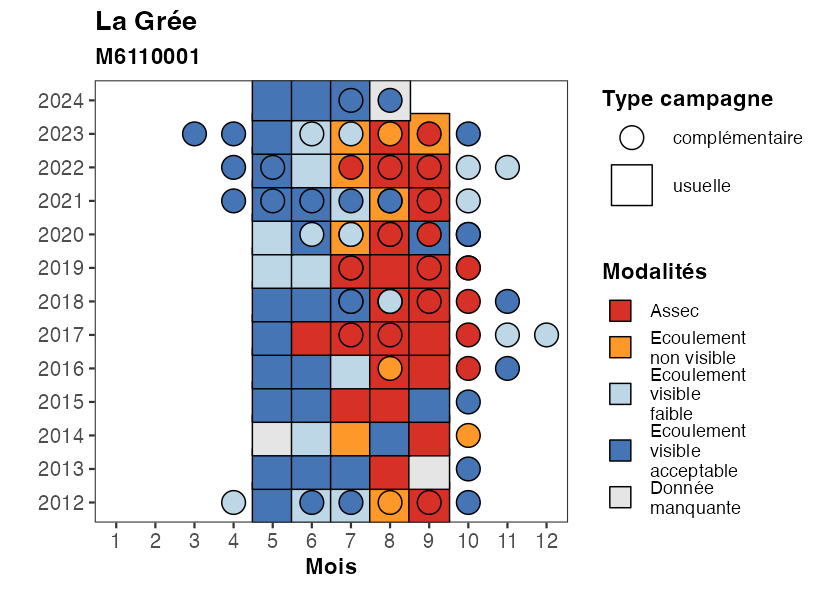 La Grée
M6110001
2024
2023
2022
2021
2020
2019
2018
2017
2016
2015
2014
2013
2012
1 2 3 4 5 6 7 8 9 10 11 12
Mois
Type campagne
complémentaire
usuelle
Modalités
Assec
Ecoulement
non visible
Ecoulement
visible
faible
Ecoulement
visible
acceptable
Donnée
manquante